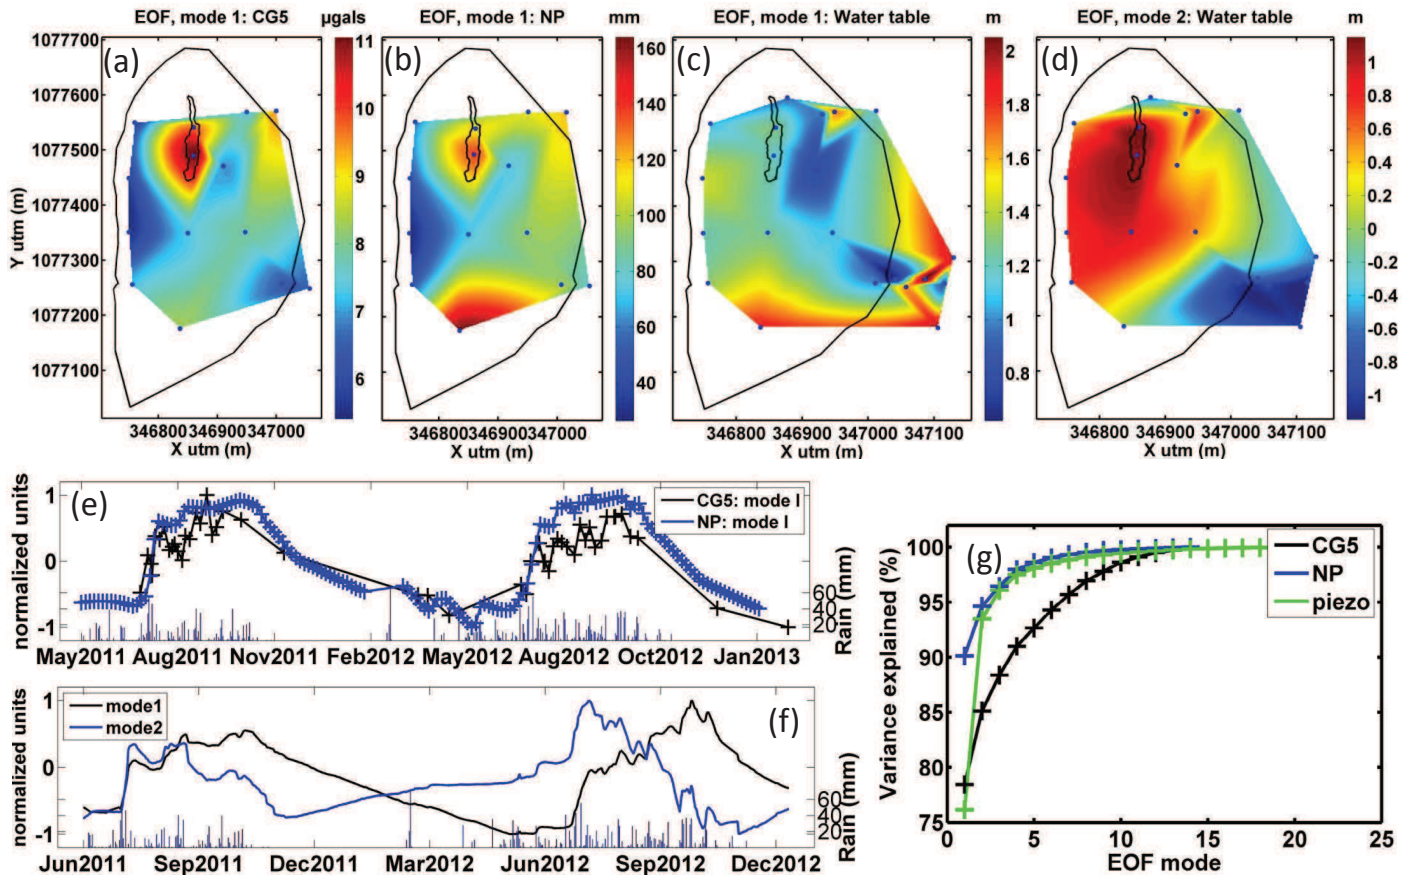 EOF, mode 1: CG5 µgals
EOF, mode 1: NP mm
EOF, mode 1: Water table m
EOF, mode 2: Water table m
(a)
(b)
(c)
(d)
1077700
1077600
1077500
1077400
1077300
1077200
1077100
Y utm (m)
11
10
9
8
7
6
160
140
120
100
80
60
40
2
1.8
1.6
1.4
1.2
1
0.8
1
0.8
0.6
0.4
0.2
0
-0.2
-0.4
-0.6
-0.8
-1
346800 346900 347000
X utm (m)
346800 346900 347000
X utm (m)
346800 346900 347000 347100
X utm (m)
346800 346900 347000 347100
X utm (m)
(e)
CG5: mode I
NP: mode I
normalized units
1
0
-1
60
40
20
Rain (mm)
May2011 Aug2011 Nov2011 Feb2012 May2012 Aug2012 Oct2012 Jan2013
(f)
mode1
mode2
normalized units
1
0
-1
60
40
20
Rain (mm)
Jun2011 Sep2011 Dec2011 Mar2012 Jun2012 Sep2012 Dec2012
(g)
CG5
NP
piezo
Variance explained (%)
100
95
90
85
80
75
0 5 10 15 20 25
EOF mode